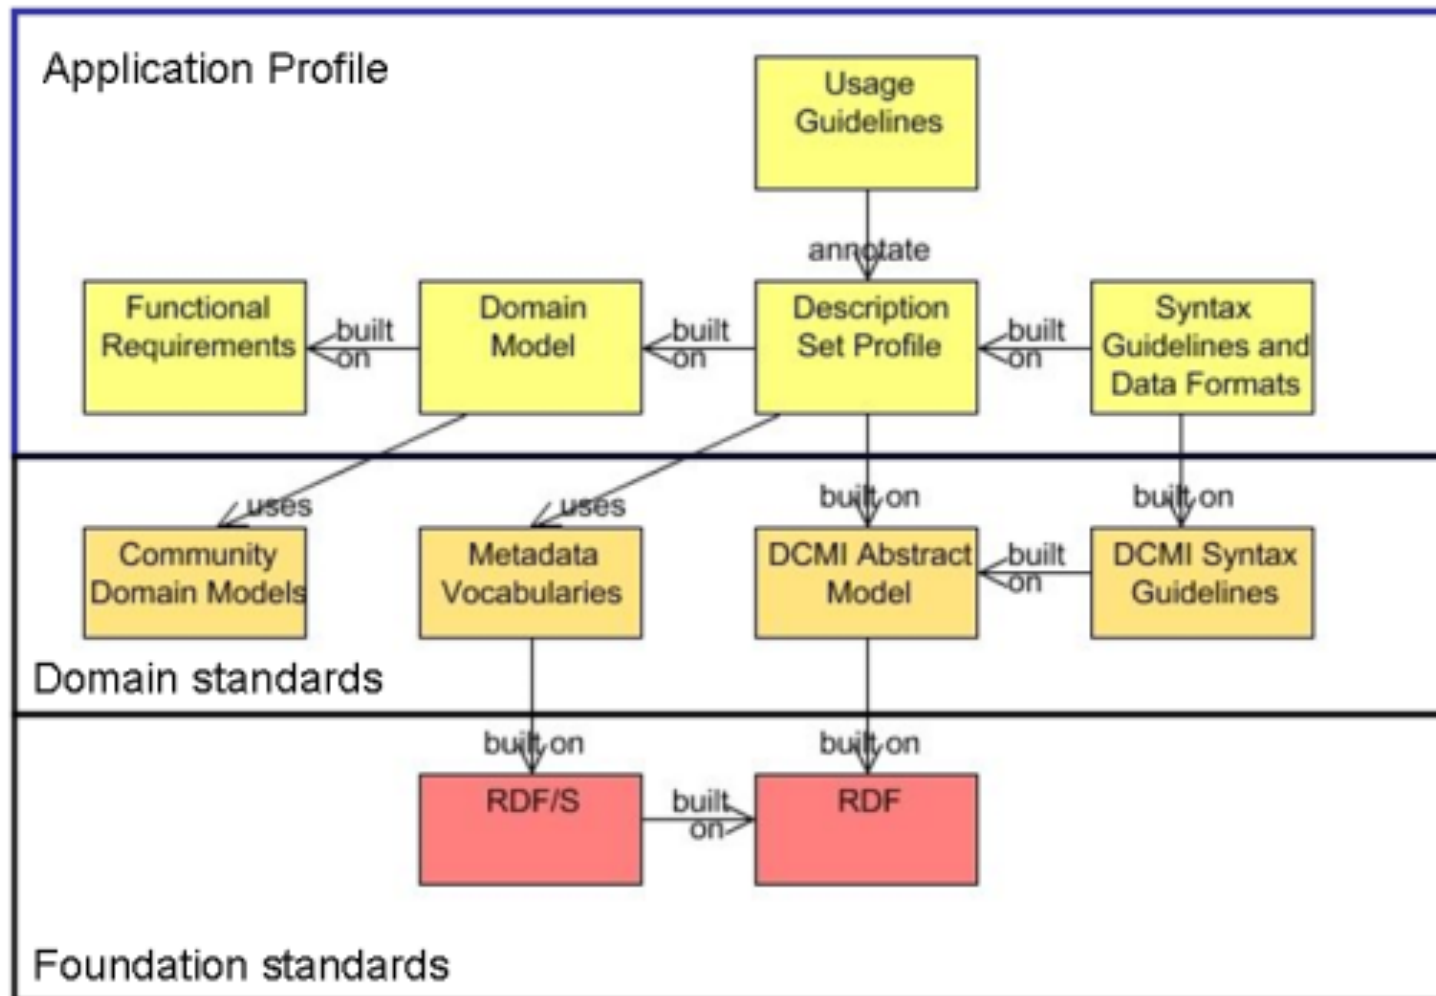 Application Profile
Usage
Guidelines
annotate
Functional
Requirements
built
on
Domain
Model
built
on
Description
Set Profile
built
on
Syntax
Guidelines and
Data Formats
uses
uses
built on
built on
Community
Domain Models
Metadata
Vocabularies
DCMI Abstract
Model
built
on
DCMI Syntax
Guidelines
Domain standards
built on
built on
RDF/S
built
on
RDF
Foundation standards